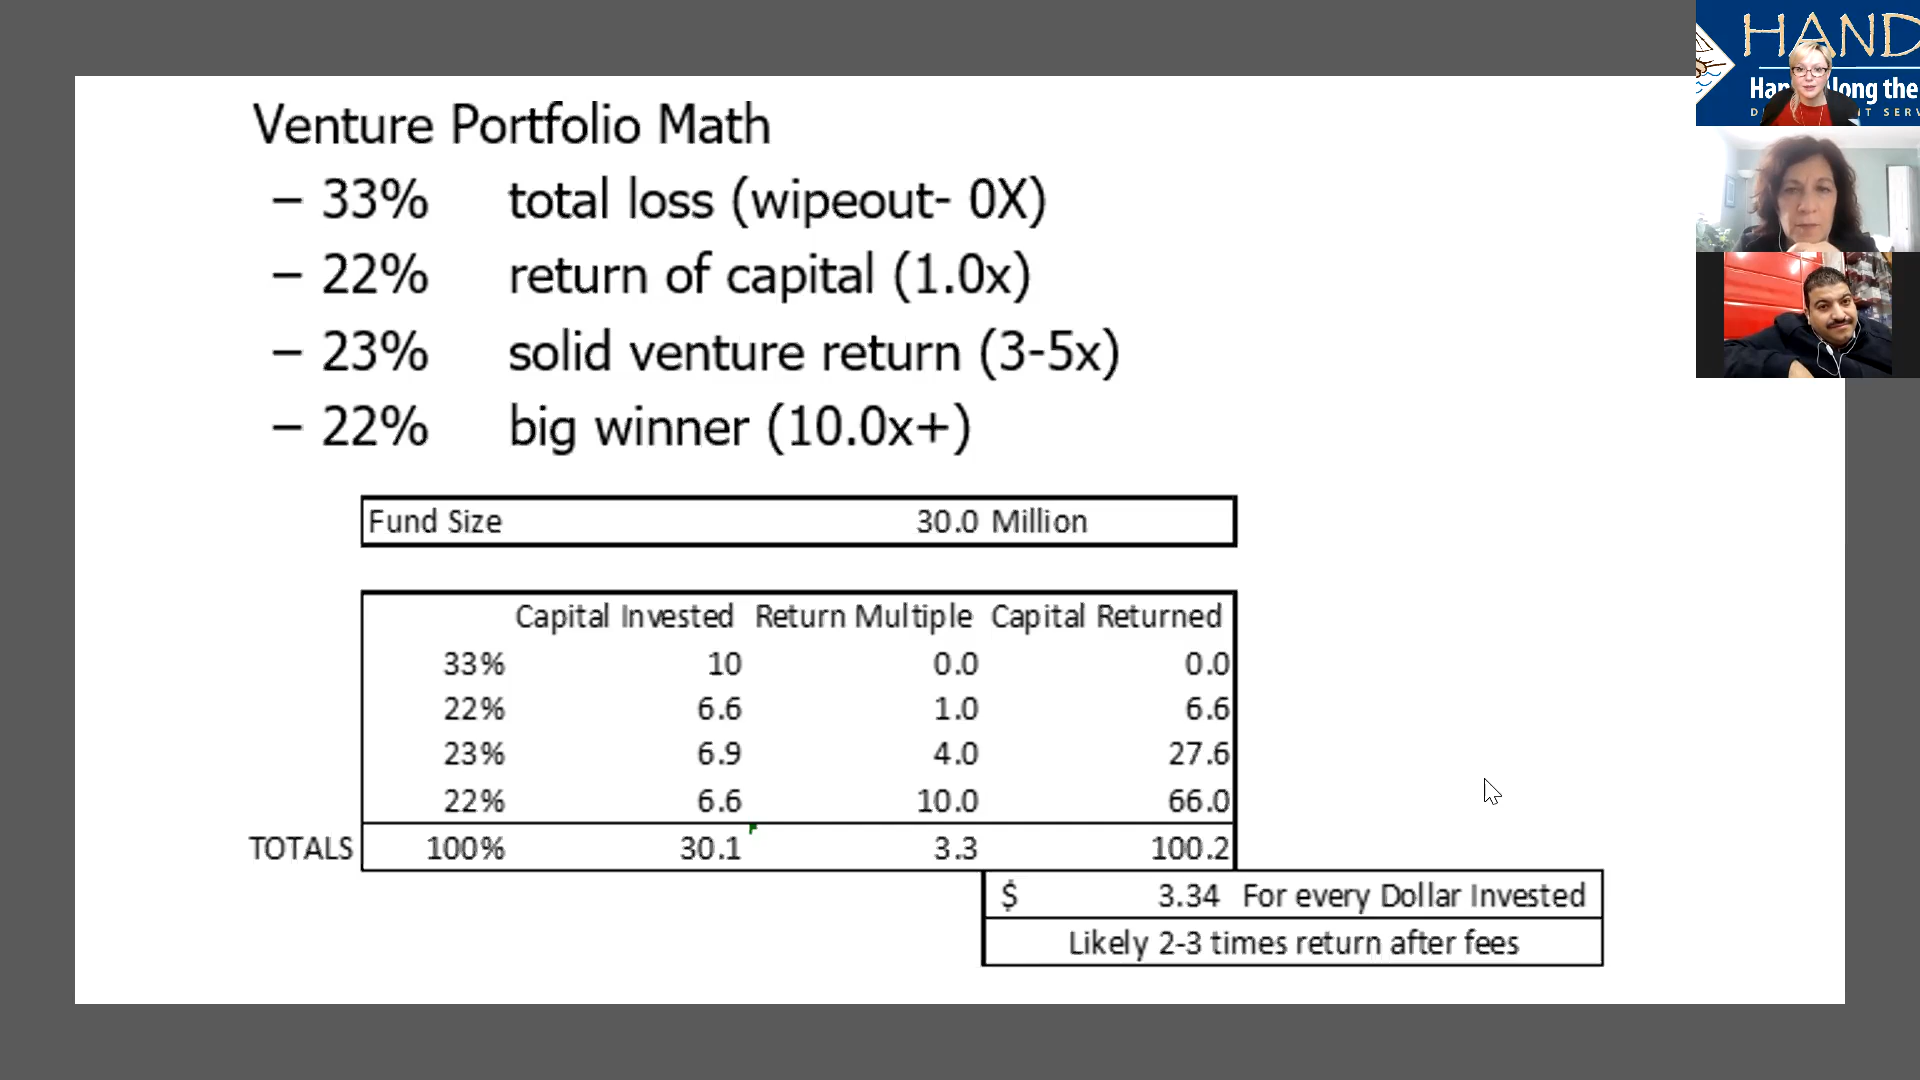 Venture Portfolio Math
– 33% total loss (wipeout- 0X)
– 22% return of capital (1.0x)
– 23% solid venture return (3-5x)
– 22% big winner (10.0x+)
Fund Size 30.0 Million
Capital Invested Return Multiple Capital Returned
33% 10 0.0 0.0
22% 6.6 1.0 6.6
23% 6.9 4.0 27.6
22% 6.6 10.0 66.0
TOTALS 100% 30.1 3.3 100.2
$ 3.34 For every Dollar Invested
Likely 2-3 times return after fees
HAND
the